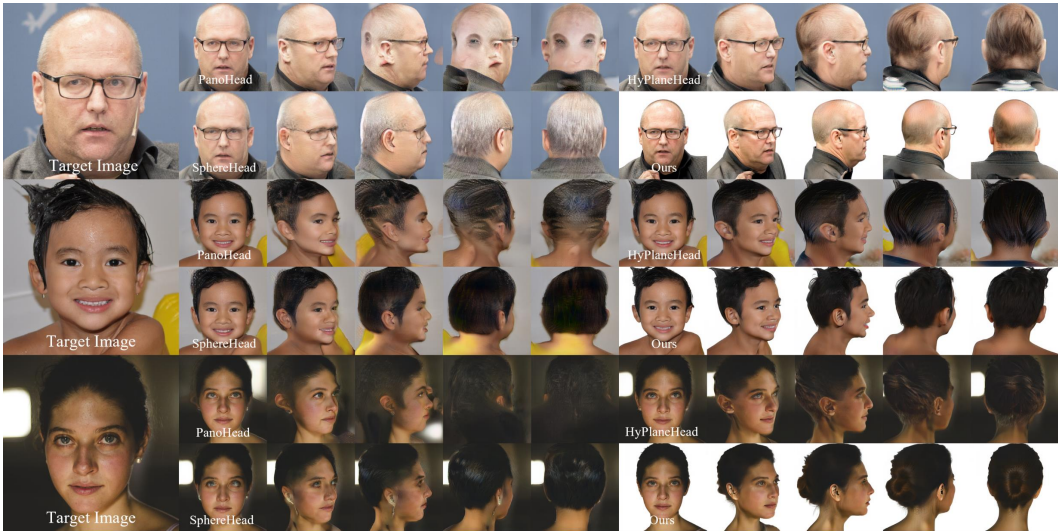 PanoHead
HyPlaneHead
Target Image
SphereHead
Ours
PanoHead
HyPlaneHead
Target Image
SphereHead
Ours
PanoHead
HyPlaneHead
Target Image
SphereHead
Ours